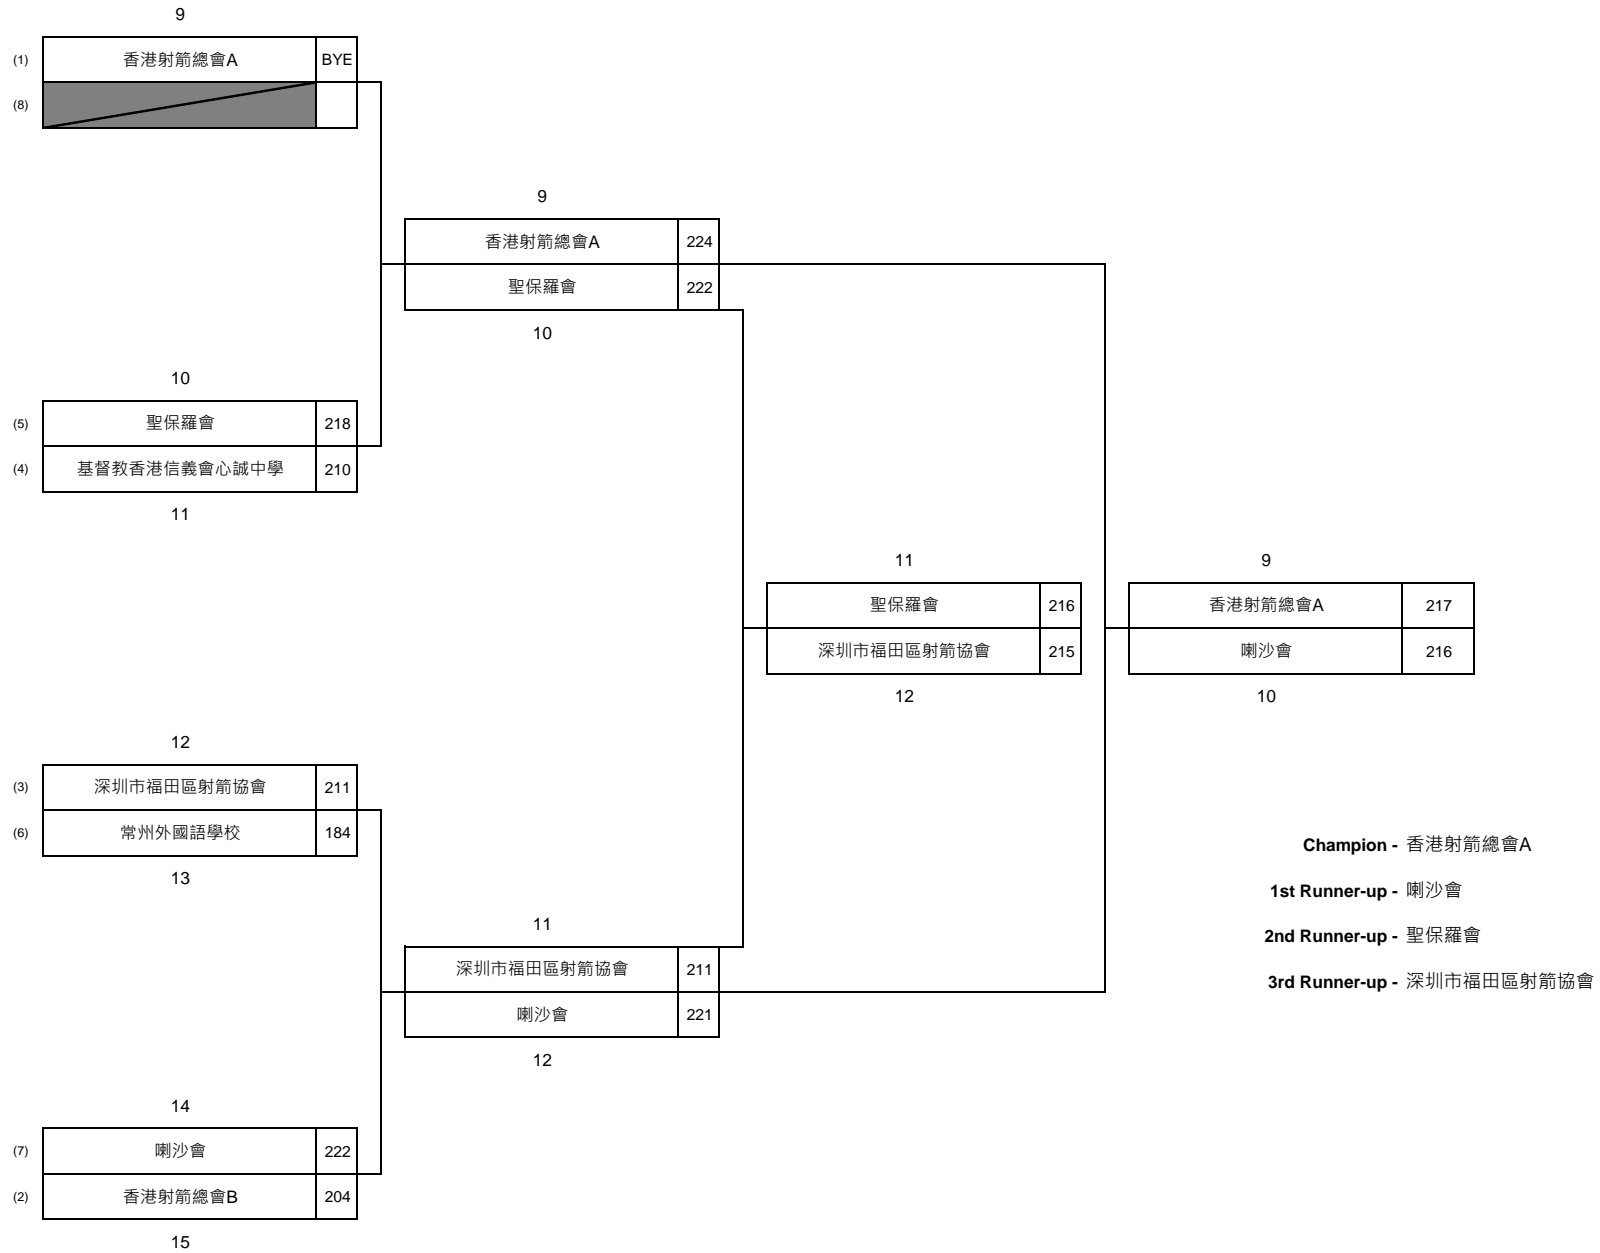 9
(1) 香港射箭總會A BYE
(8)
10
(5) 聖保羅會 218
(4) 基督教香港信義會心誠中學 210
11
12
(3) 深圳市福田區射箭協會 211
(6) 常州外國語學校 184
13
14
(7) 喇沙會 222
(2) 香港射箭總會B 204
15
9
香港射箭總會A 224
聖保羅會 222
10
11
深圳市福田區射箭協會 211
喇沙會 221
12
11
聖保羅會 216
深圳市福田區射箭協會 215
12
9
香港射箭總會A 217
喇沙會 216
10
Champion - 香港射箭總會A
1st Runner-up - 喇沙會
2nd Runner-up - 聖保羅會
3rd Runner-up - 深圳市福田區射箭協會